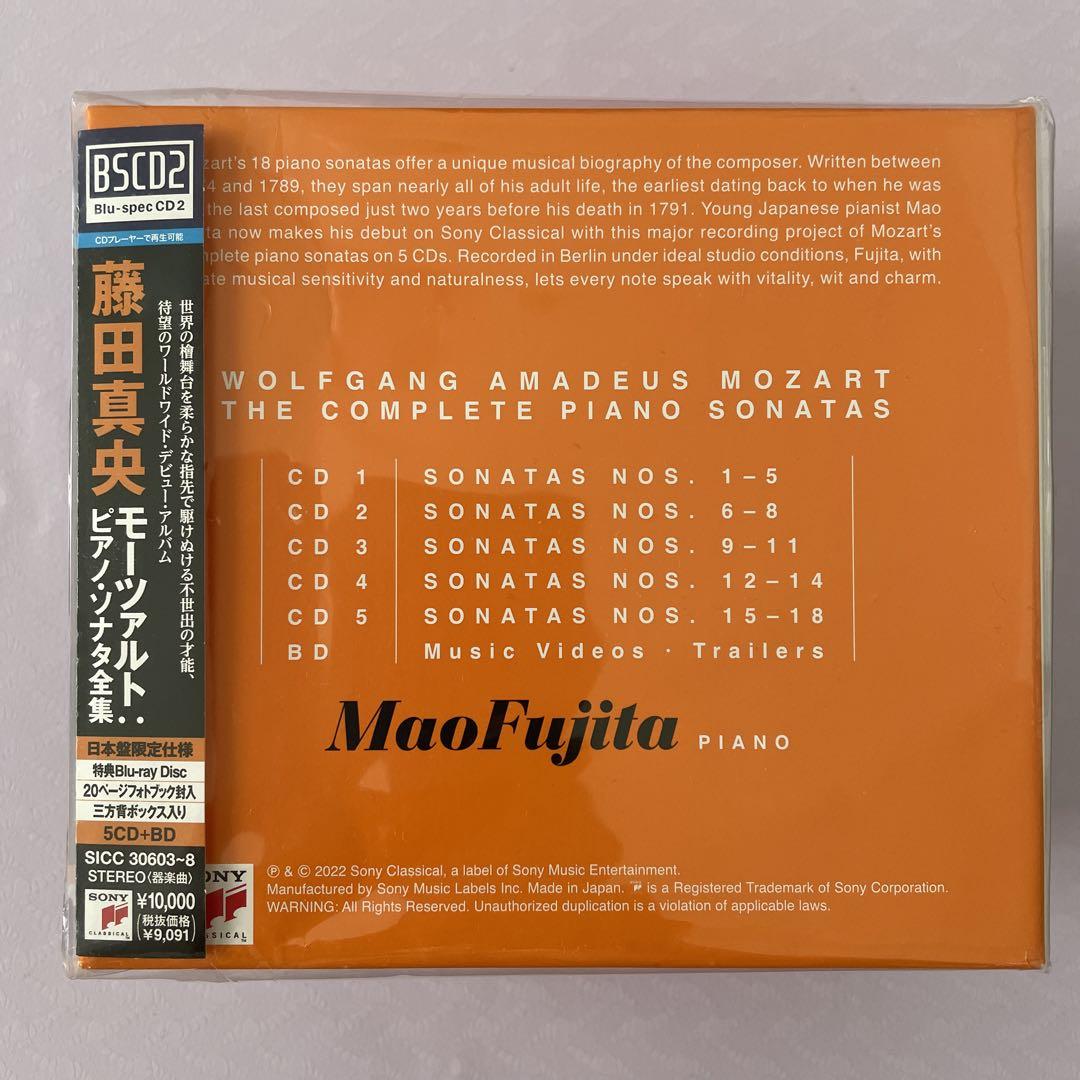 BSCD2
Blu-spec CD 2
CDプレーヤーで再生可能
世界の檜舞台を柔らかな指先で駆けぬける不世出の才能、
待望のワールドワイド・デビュー・アルバム
藤田真央
モーツァルト:
ピアノ・ソナタ全集
日本盤限定仕様
特典Blu-ray Disc
20ページフォトブック封入
三方背ボックス入り
5CD+BD
SICC 30603~8
STEREO〈器楽曲〉
SONY
CLASSICAL
¥10,000
(税抜価格
¥9,091)
zart's 18 piano sonatas offer a unique musical biography of the composer. Written between
4 and 1789, they span nearly all of his adult life, the earliest dating back to when he was
the last composed just two years before his death in 1791. Young Japanese pianist Mao
ta now makes his debut on Sony Classical with this major recording project of Mozart's
plete piano sonatas on 5 CDs. Recorded in Berlin under ideal studio conditions, Fujita, with
ate musical sensitivity and naturalness, lets every note speak with vitality, wit and charm.
WOLFGANG AMADEUS MOZART
THE COMPLETE PIANO SONATAS
CD 1 SONATAS NOS. 1–5
CD 2 SONATAS NOS. 6–8
CD 3 SONATAS NOS. 9–11
CD 4 SONATAS NOS. 12–14
CD 5 SONATAS NOS. 15–18
BD Music Videos · Trailers
MaoFujita PIANO
ONY
SSICAL
℗ & © 2022 Sony Classical, a label of Sony Music Entertainment.
Manufactured by Sony Music Labels Inc. Made in Japan. is a Registered Trademark of Sony Corporation.
WARNING: All Rights Reserved. Unauthorized duplication is a violation of applicable laws.